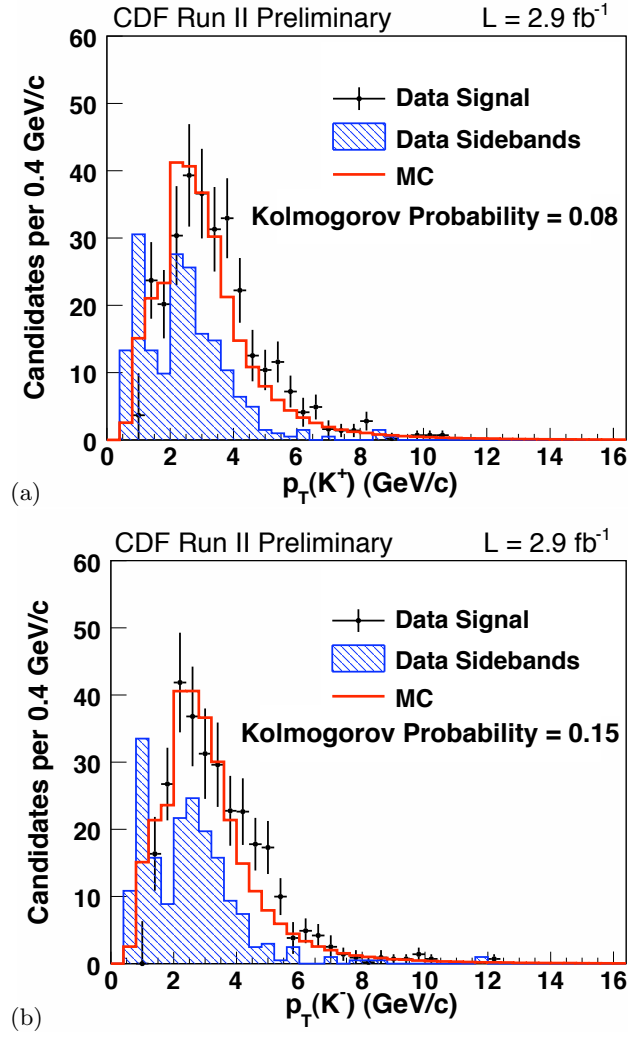 CDF Run II Preliminary L = 2.9 fb⁻¹
60
50
40
30
20
10
0
Candidates per 0.4 GeV/c
Data Signal
Data Sidebands
MC
Kolmogorov Probability = 0.08
0 2 4 6 8 10 12 14 16
p_T(K⁺) (GeV/c)
(a)
CDF Run II Preliminary L = 2.9 fb⁻¹
60
50
40
30
20
10
0
Candidates per 0.4 GeV/c
Data Signal
Data Sidebands
MC
Kolmogorov Probability = 0.15
0 2 4 6 8 10 12 14 16
p_T(K⁻) (GeV/c)
(b)